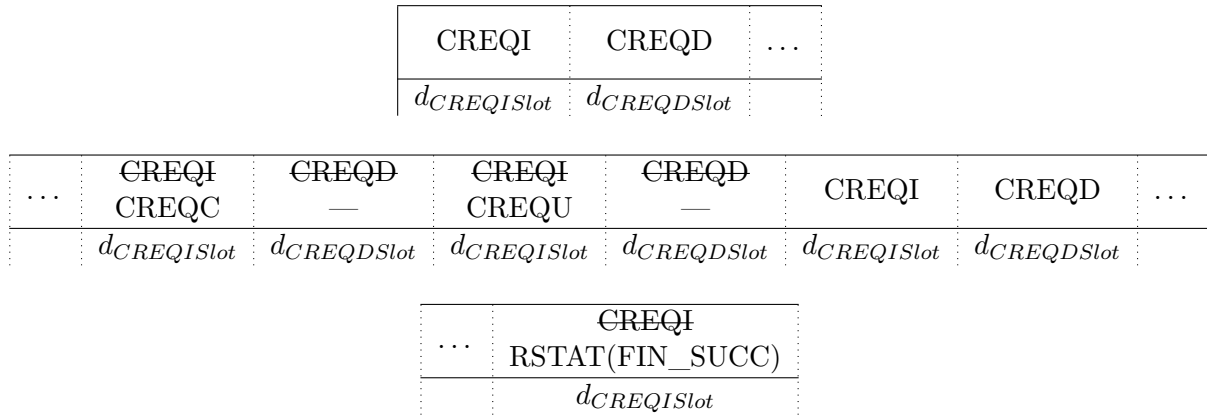 CREQI CREQD ...
d_CREQISlot d_CREQDSlot
... CREQI CREQD CREQI CREQD CREQI CREQD ...
CREQC — CREQU —
d_CREQISlot d_CREQDSlot d_CREQISlot d_CREQDSlot d_CREQISlot d_CREQDSlot
... CREQI
RSTAT(FIN_SUCC)
d_CREQISlot